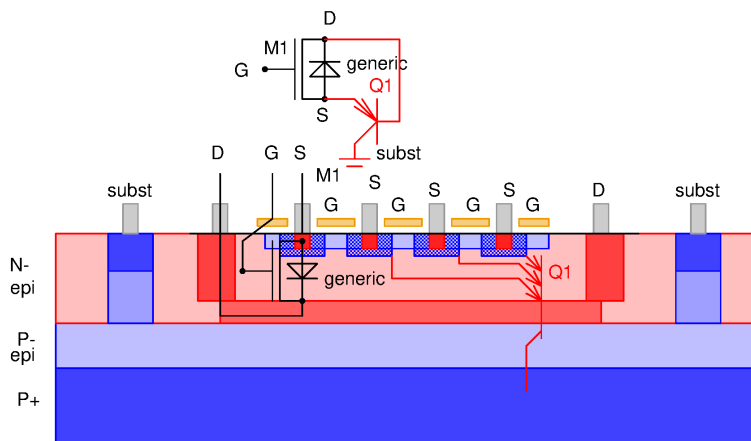 D
M1
G
generic
Q1
S
D G S subst
M1
subst S S S D subst
G G G G
N-
epi
Q1
generic
P-
epi
P+